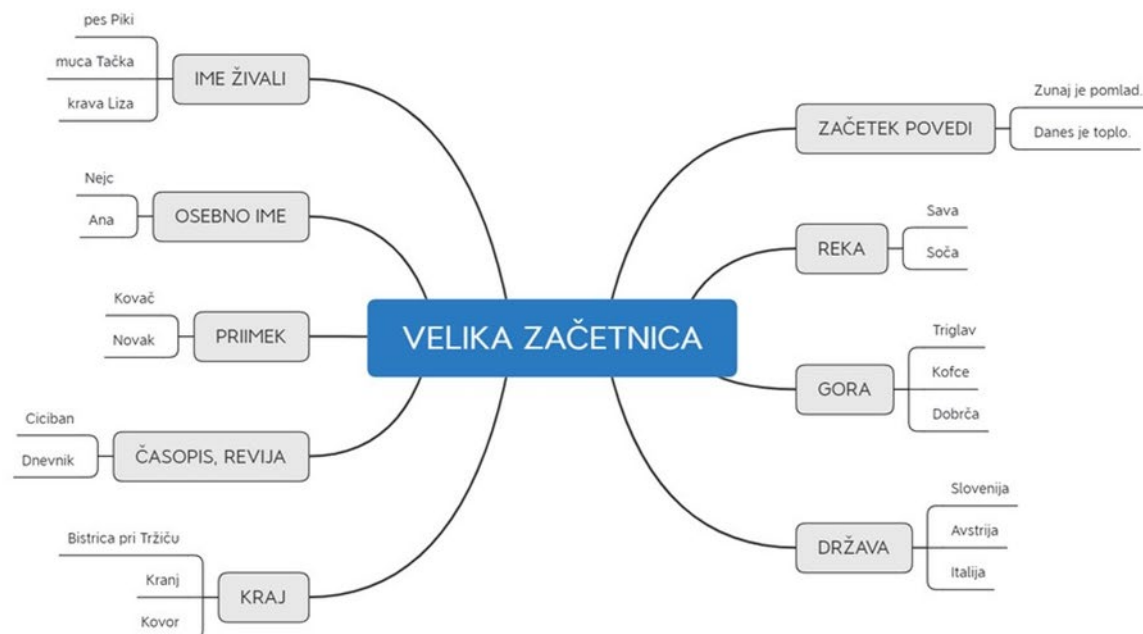 VELIKA ZAČETNICA
IME ŽIVALI
pes Piki
muca Tačka
krava Liza
OSEBNO IME
Nejc
Ana
PRIIMEK
Kovač
Novak
ČASOPIS, REVIJA
Ciciban
Dnevnik
KRAJ
Bistrica pri Tržiču
Kranj
Kovor
ZAČETEK POVEDI
Zunaj je pomlad.
Danes je toplo.
REKA
Sava
Soča
GORA
Triglav
Kofce
Dobrča
DRŽAVA
Slovenija
Avstrija
Italija